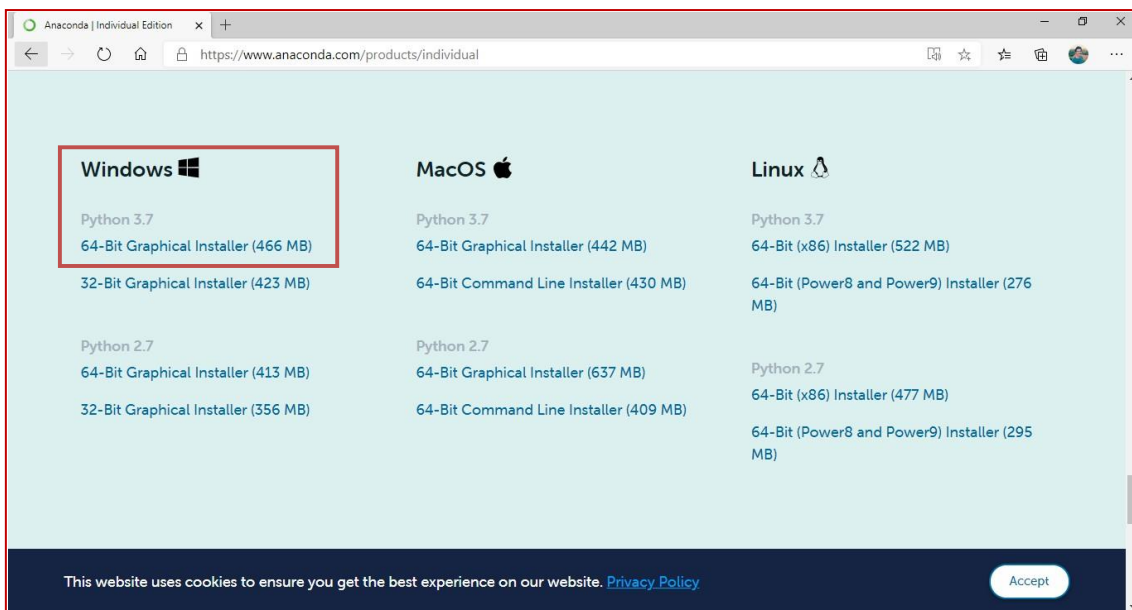 Anaconda | Individual Edition
https://www.anaconda.com/products/individual
Windows
Python 3.7
64-Bit Graphical Installer (466 MB)
32-Bit Graphical Installer (423 MB)
Python 2.7
64-Bit Graphical Installer (413 MB)
32-Bit Graphical Installer (356 MB)
MacOS
Python 3.7
64-Bit Graphical Installer (442 MB)
64-Bit Command Line Installer (430 MB)
Python 2.7
64-Bit Graphical Installer (637 MB)
64-Bit Command Line Installer (409 MB)
Linux
Python 3.7
64-Bit (x86) Installer (522 MB)
64-Bit (Power8 and Power9) Installer (276
MB)
Python 2.7
64-Bit (x86) Installer (477 MB)
64-Bit (Power8 and Power9) Installer (295
MB)
This website uses cookies to ensure you get the best experience on our website. Privacy Policy
Accept